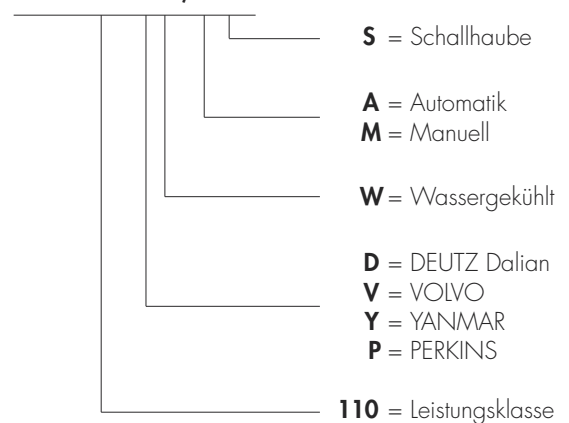 S = Schallhaube
A = Automatik
M = Manuell
W = Wassergekühlt
D = DEUTZ Dalian
V = VOLVO
Y = YANMAR
P = PERKINS
110 = Leistungsklasse